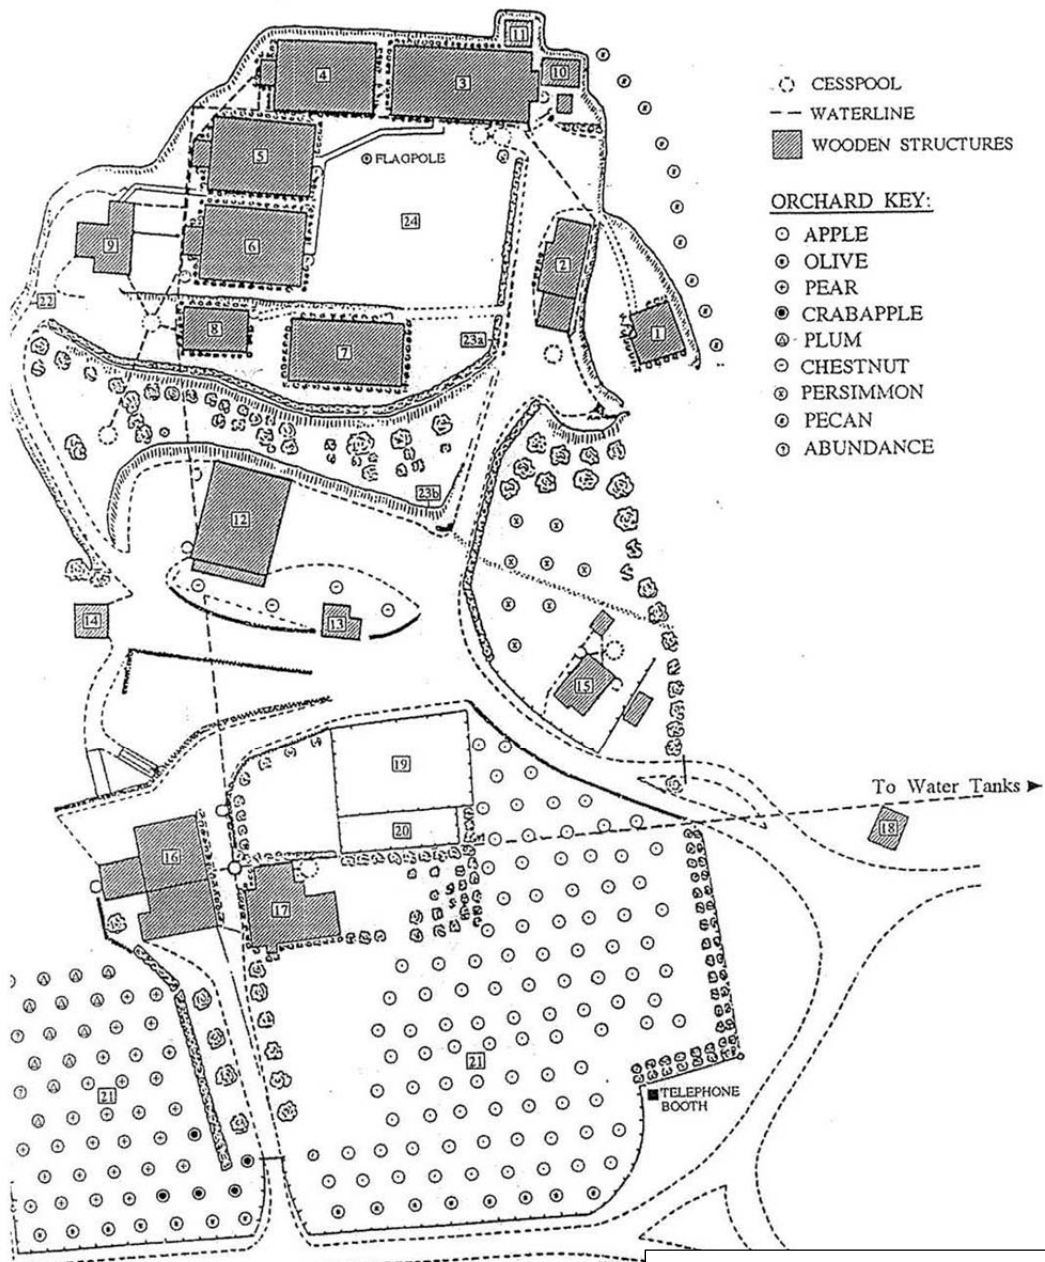 11
10
4
3
CESSPOOL
WATERLINE
WOODEN STRUCTURES
5
FLAGPOLE
ORCHARD KEY:
APPLE
OLIVE
PEAR
CRABAPPLE
PLUM
CHESTNUT
PERSIMMON
PECAN
ABUNDANCE
24
6
9
2
22
8
7
23a
1
23b
12
13
14
15
19
To Water Tanks
20
18
16
17
21
21
TELEPHONE
BOOTH